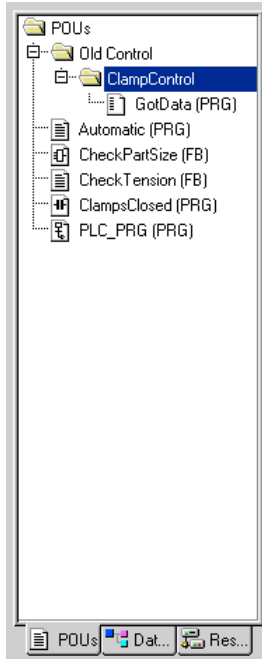 POUs
Old Control
ClampControl
GotData (PRG)
Automatic (PRG)
CheckPartSize (FB)
CheckTension (FB)
ClampsClosed (PRG)
PLC_PRG (PRG)
POUs Dat... Res...